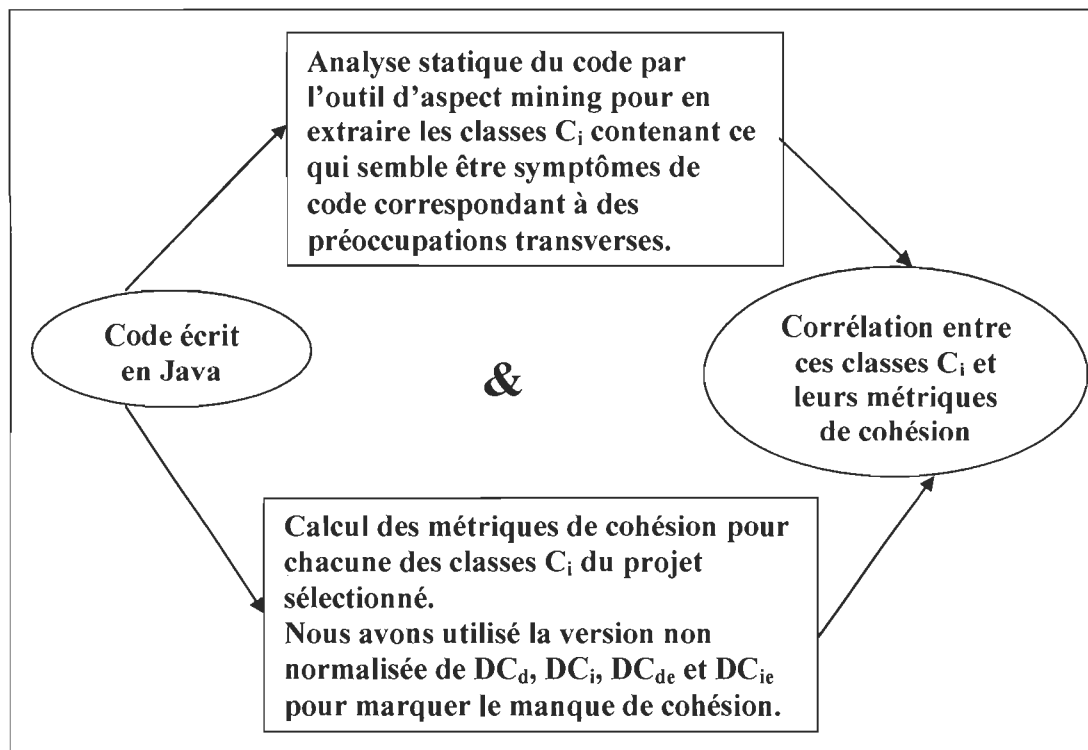 Analyse statique du code par
l'outil d'aspect mining pour en
extraire les classes Cᵢ contenant ce
qui semble être symptômes de
code correspondant à des
préoccupations transverses.
Code écrit
en Java
&
Corrélation entre
ces classes Cᵢ et
leurs métriques
de cohésion
Calcul des métriques de cohésion pour
chacune des classes Cᵢ du projet
sélectionné.
Nous avons utilisé la version non
normalisée de DC_d, DC_i, DC_de et DC_ie
pour marquer le manque de cohésion.